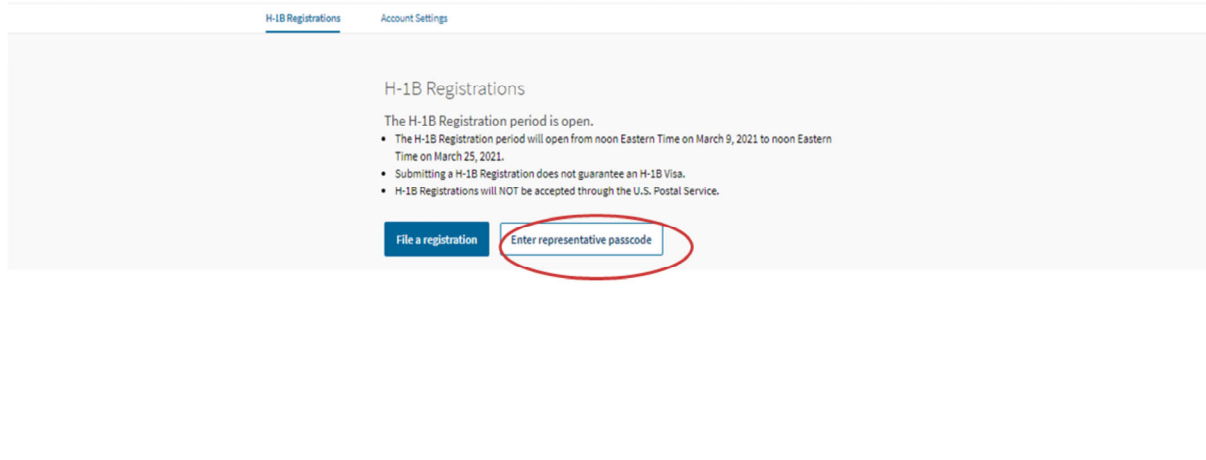 H-1B Registrations Account Settings
H-1B Registrations
The H-1B Registration period is open.
• The H-1B Registration period will open from noon Eastern Time on March 9, 2021 to noon Eastern
Time on March 25, 2021.
• Submitting a H-1B Registration does not guarantee an H-1B Visa.
• H-1B Registrations will NOT be accepted through the U.S. Postal Service.
File a registration Enter representative passcode